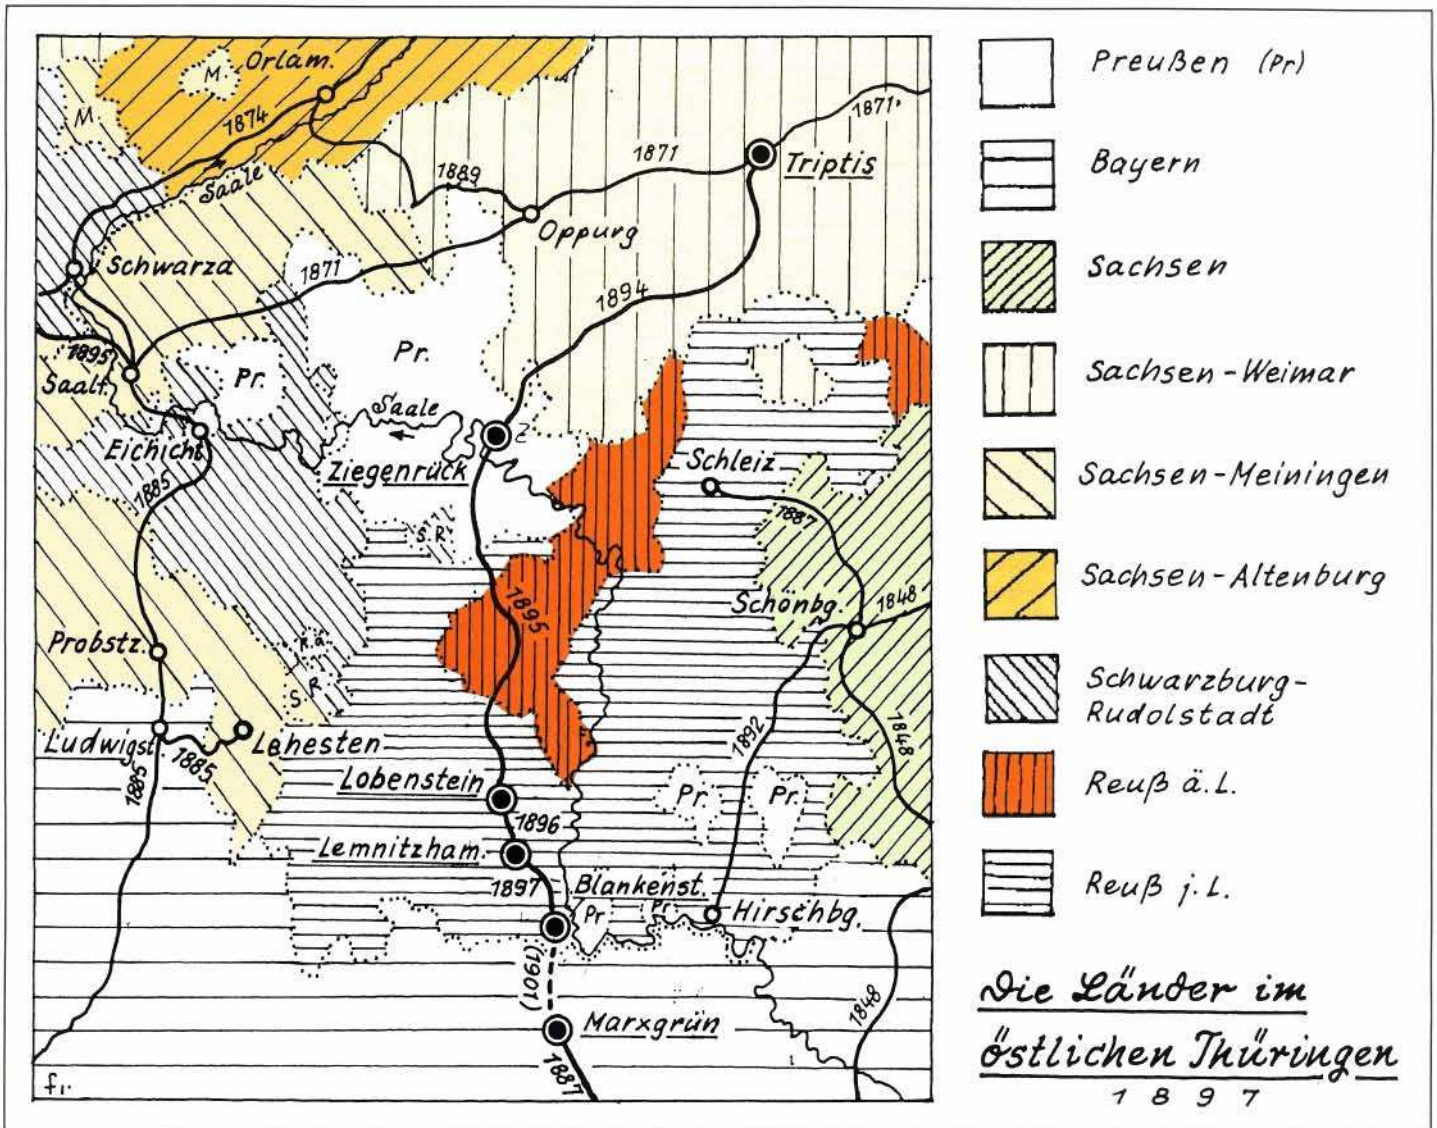 Orlam.
M.
M
1874
Saale
1889
1871
1871
Triptis
Oppurg
Schwarza
1871
1894
1895
Saalf.
Pr.
Pr.
Saale
Z
Eichicht
Ziegenrück
Schleiz
1885
1887
S.R.
1895
Schönbg.
1848
Probstz.
R.ä.
S.R.
1892
1848
Ludwigst.
1885
Lehesten
1885
Lobenstein
Pr.
Pr.
1896
Lemnitzham.
1897
Blankenst.
Pr
Pr.
Hirschbg.
(1901)
1848
Marxgrün
1887
Preußen (Pr)
Bayern
Sachsen
Sachsen-Weimar
Sachsen-Meiningen
Sachsen-Altenburg
Schwarzburg-
Rudolstadt
Reuß ä.L.
Reuß j.L.
Die Länder im
östlichen Thüringen
1897